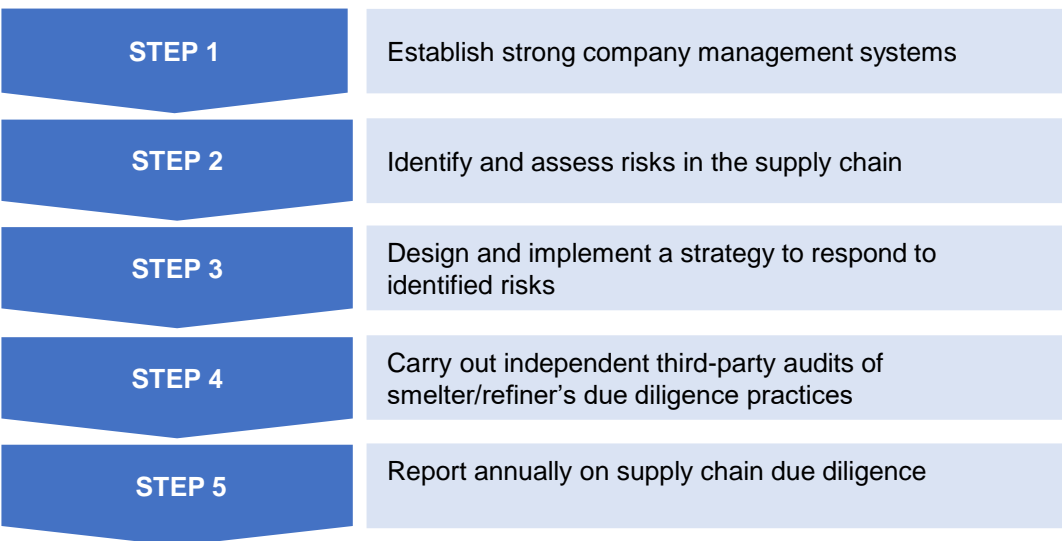 STEP 1
Establish strong company management systems
STEP 2
Identify and assess risks in the supply chain
STEP 3
Design and implement a strategy to respond to
identified risks
STEP 4
Carry out independent third-party audits of
smelter/refiner’s due diligence practices
STEP 5
Report annually on supply chain due diligence